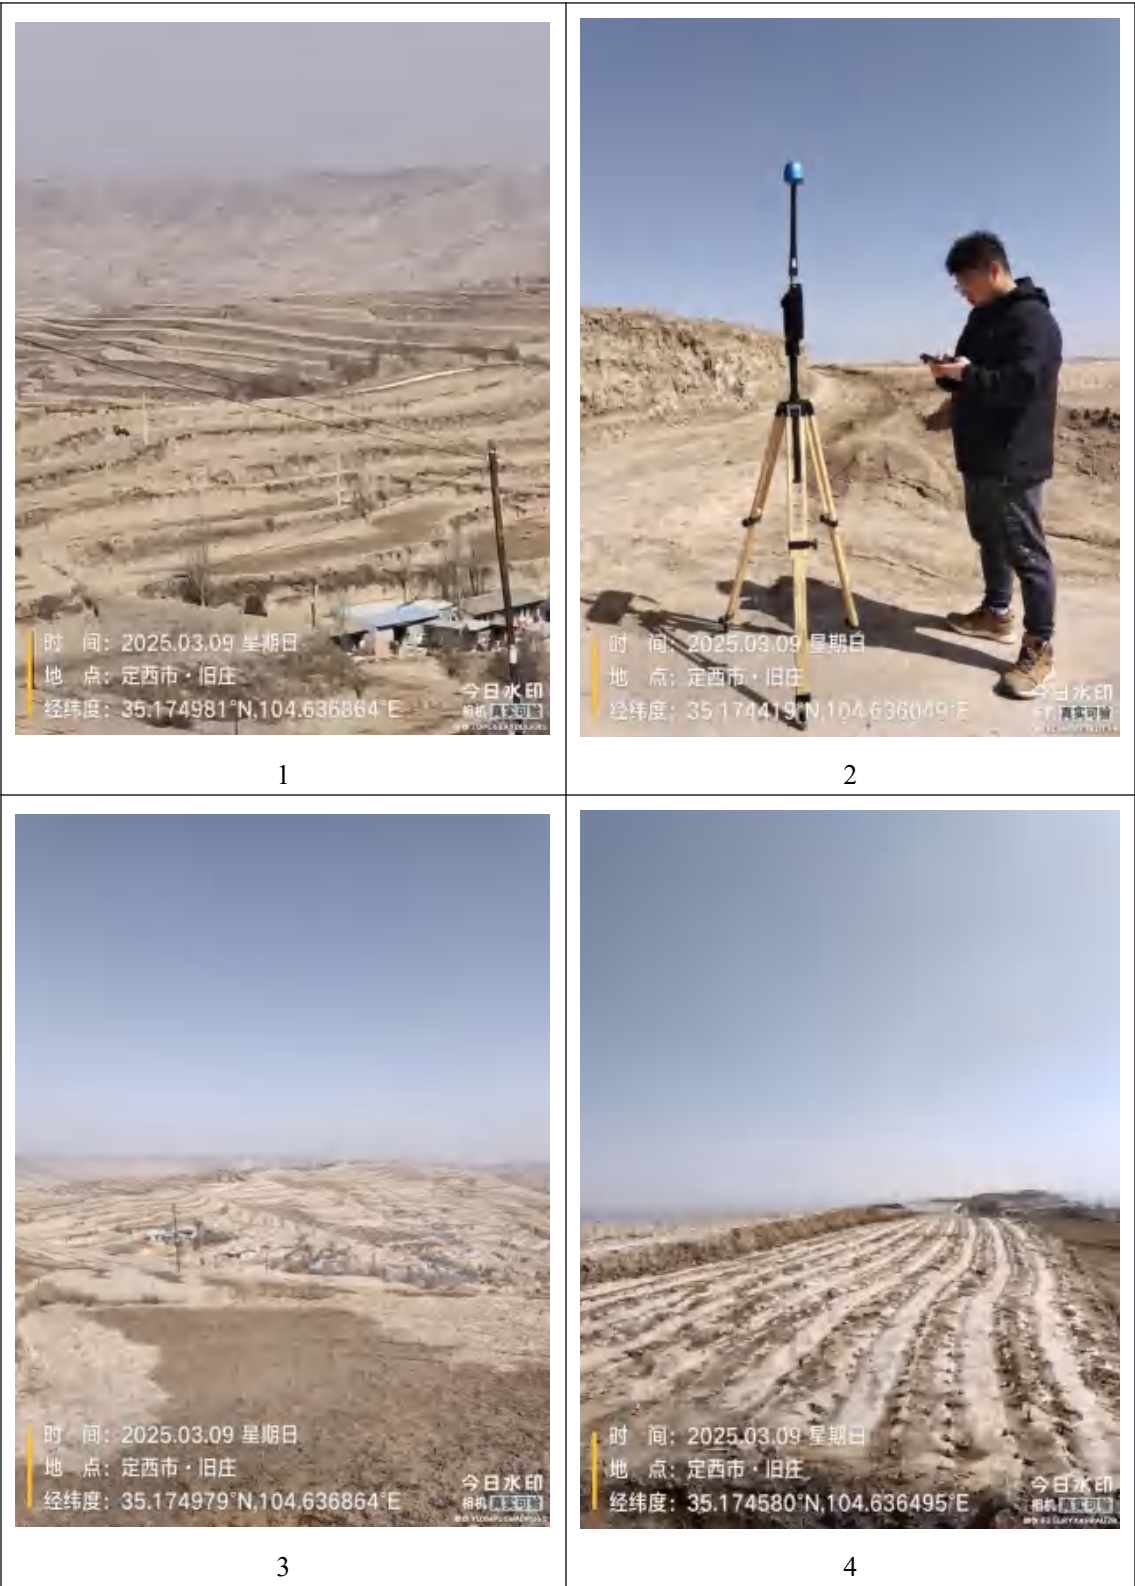 时 间：2025.03.09 星期日
地 点：定西市·旧庄
经纬度：35.174981°N,104.636864°E
今日水印
相机 真实可验
1
时 间：2025.03.09 星期日
地 点：定西市·旧庄
经纬度：35.174419°N,104.636049°E
今日水印
真实可验
2
时 间：2025.03.09 星期日
地 点：定西市·旧庄
经纬度：35.174979°N,104.636864°E
今日水印
相机 真实可验
3
时 间：2025.03.09 星期日
地 点：定西市·旧庄
经纬度：35.174580°N,104.636495°E
今日水印
相机 真实可验
4